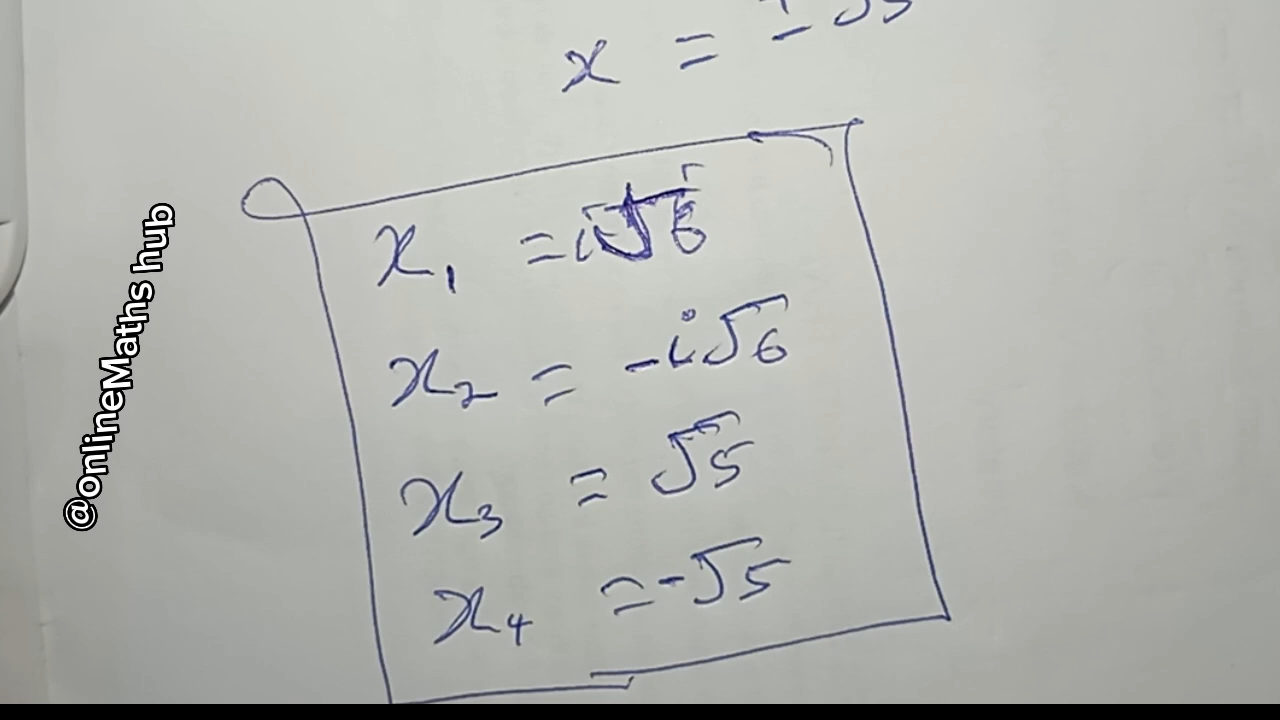 x = ±√5
x₁ = i√6
x₂ = -i√6
x₃ = √5
x₄ = -√5
@onlineMaths hub